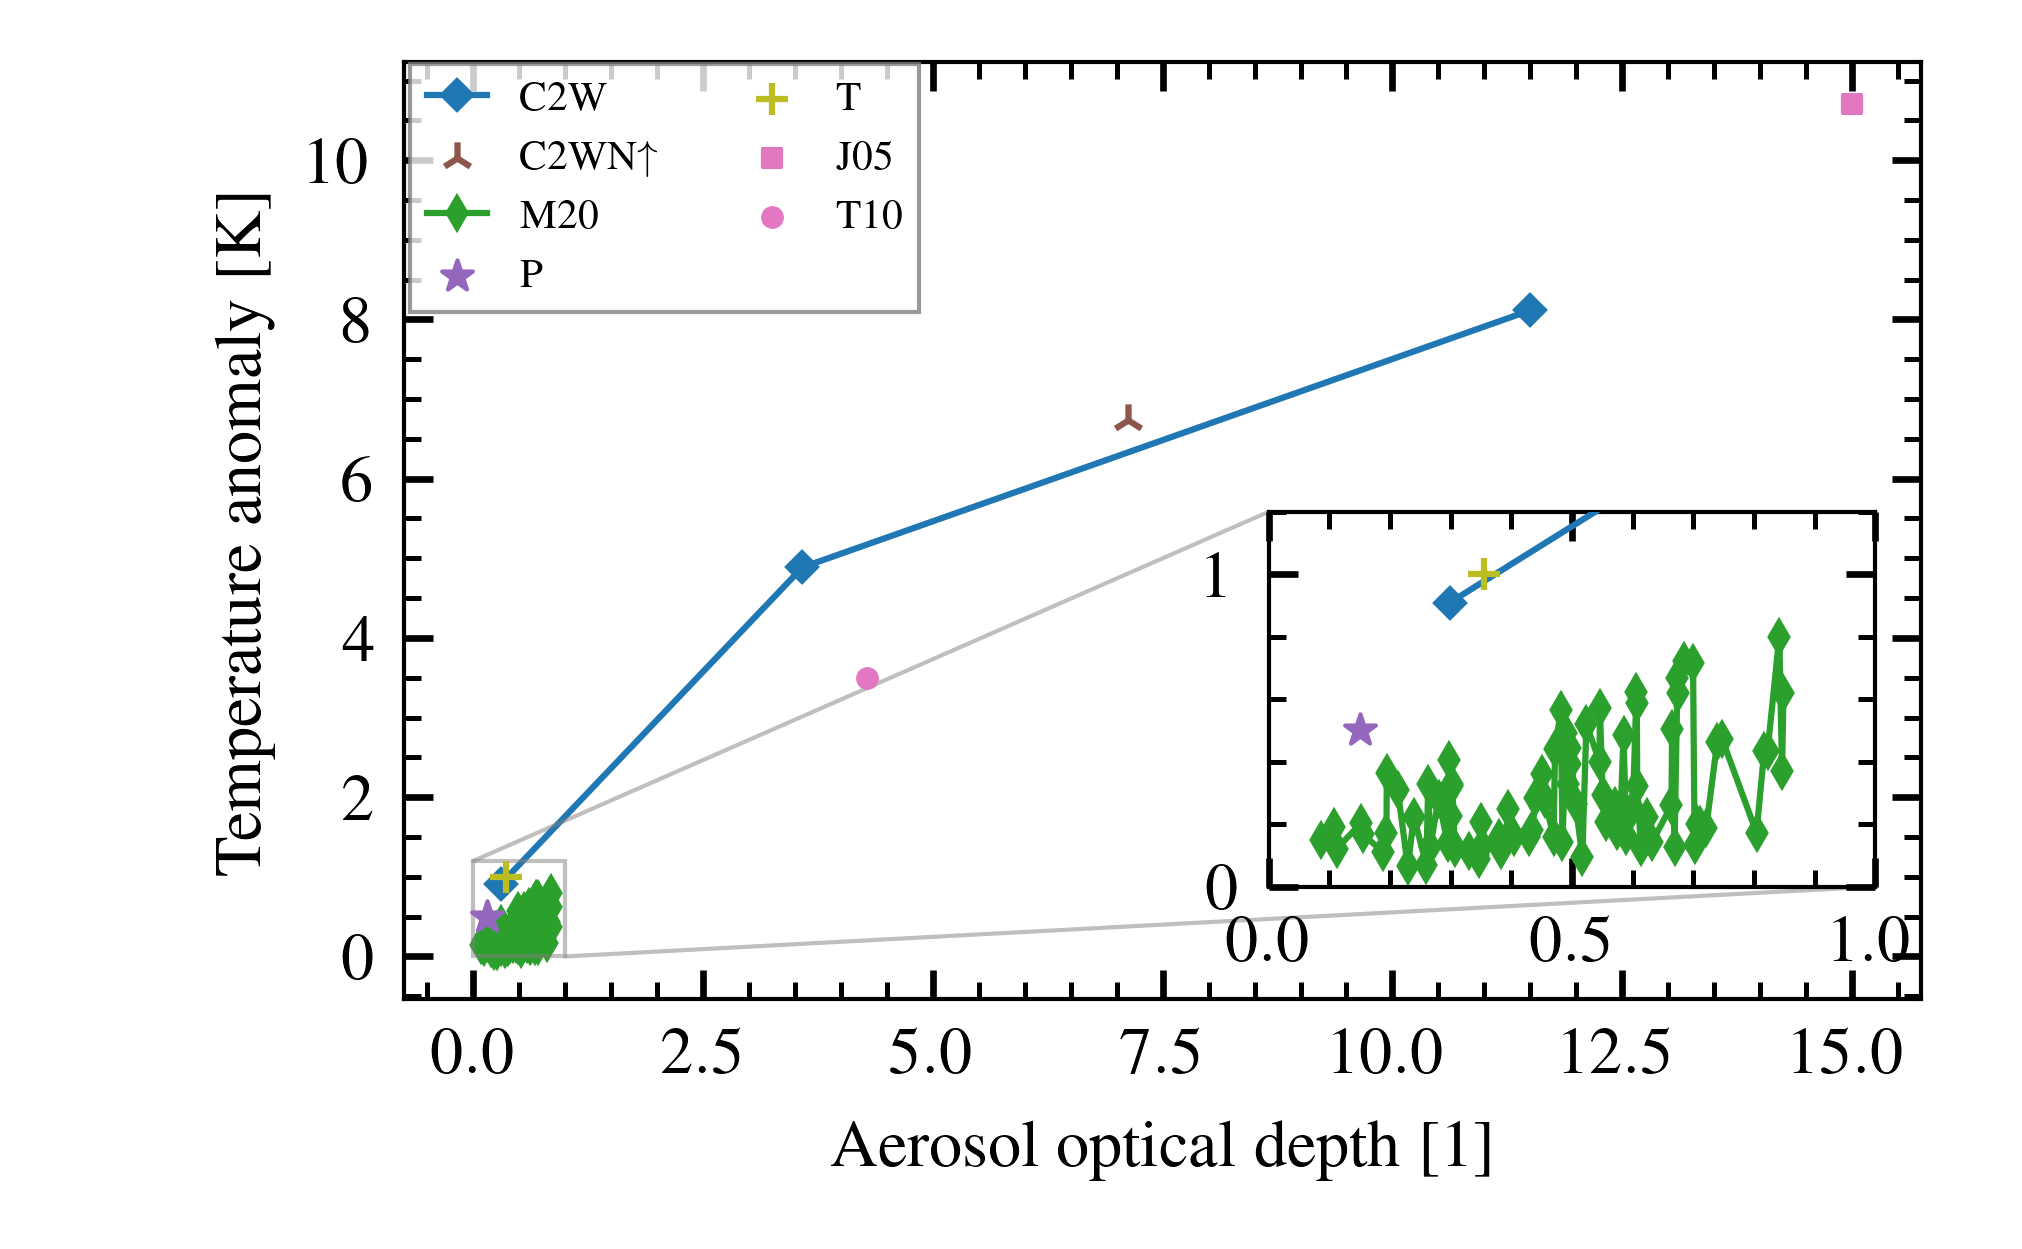 C2W
T
C2WN↑
J05
M20
T10
P
Temperature anomaly [K]
10
8
6
4
2
0
1
0
0.0 0.5 1.0
0.0 2.5 5.0 7.5 10.0 12.5 15.0
Aerosol optical depth [1]